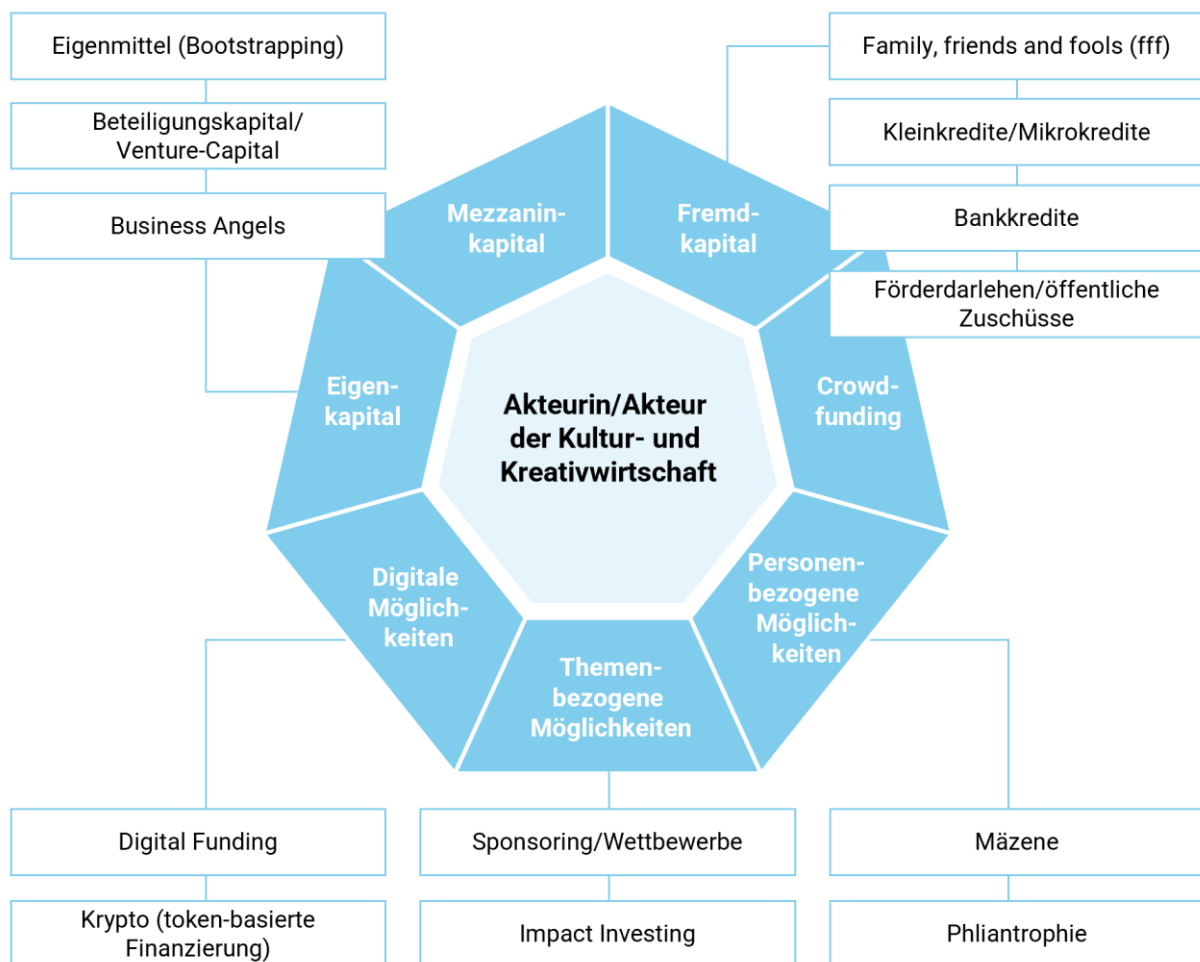 Eigenmittel (Bootstrapping)
Beteiligungskapital/
Venture-Capital
Business Angels
Family, friends and fools (fff)
Kleinkredite/Mikrokredite
Bankkredite
Förderdarlehen/öffentliche
Zuschüsse
Mezzanin-
kapital
Fremd-
kapital
Eigen-
kapital
Crowd-
funding
Akteurin/Akteur
der Kultur- und
Kreativwirtschaft
Digitale
Möglich-
keiten
Themen-
bezogene
Möglichkeiten
Personen-
bezogene
Möglich-
keiten
Digital Funding
Krypto (token-basierte
Finanzierung)
Sponsoring/Wettbewerbe
Impact Investing
Mäzene
Phliantrophie